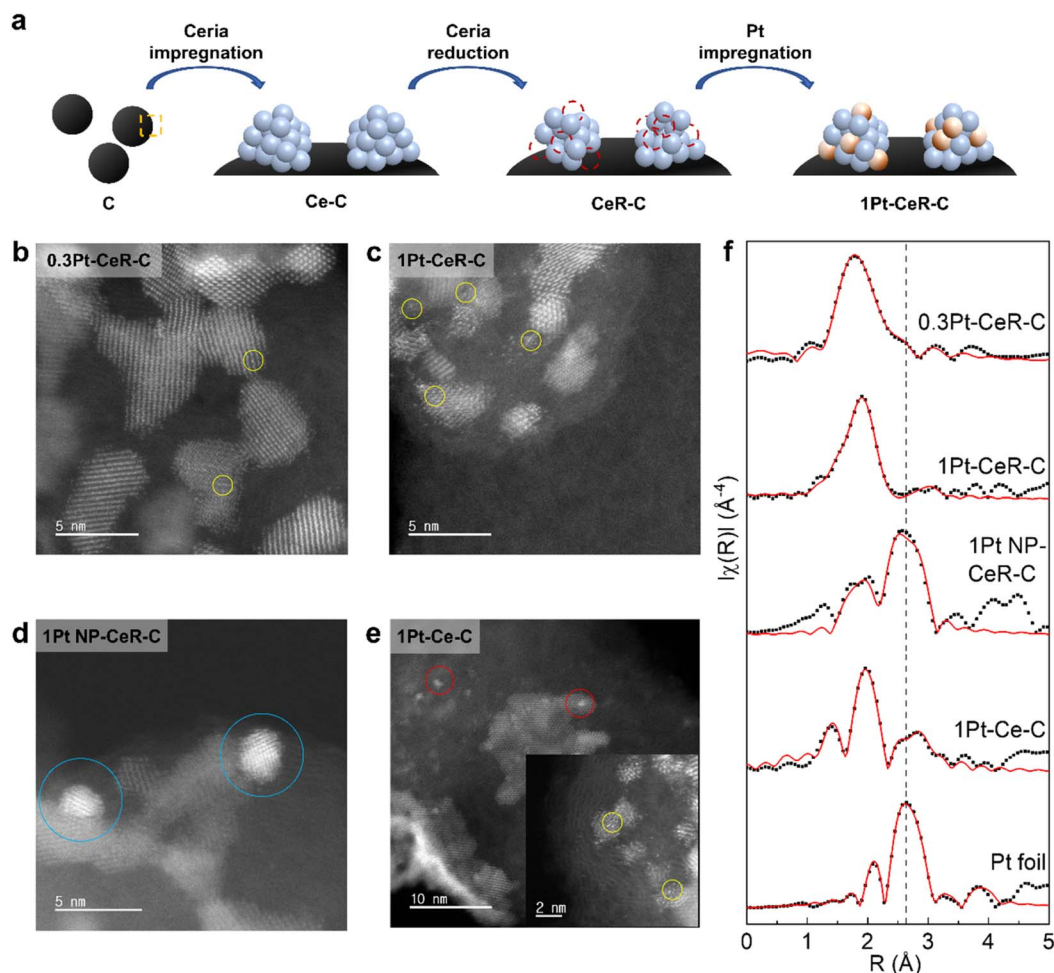 a
Ceria
impregnation
Ceria
reduction
Pt
impregnation
C
Ce-C
CeR-C
1Pt-CeR-C
b
0.3Pt-CeR-C
5 nm
c
1Pt-CeR-C
5 nm
d
1Pt NP-CeR-C
5 nm
e
1Pt-Ce-C
10 nm
2 nm
f
0.3Pt-CeR-C
1Pt-CeR-C
1Pt NP-
CeR-C
1Pt-Ce-C
Pt foil
|χ(R)| (Å⁻⁴)
0 1 2 3 4 5
R (Å)